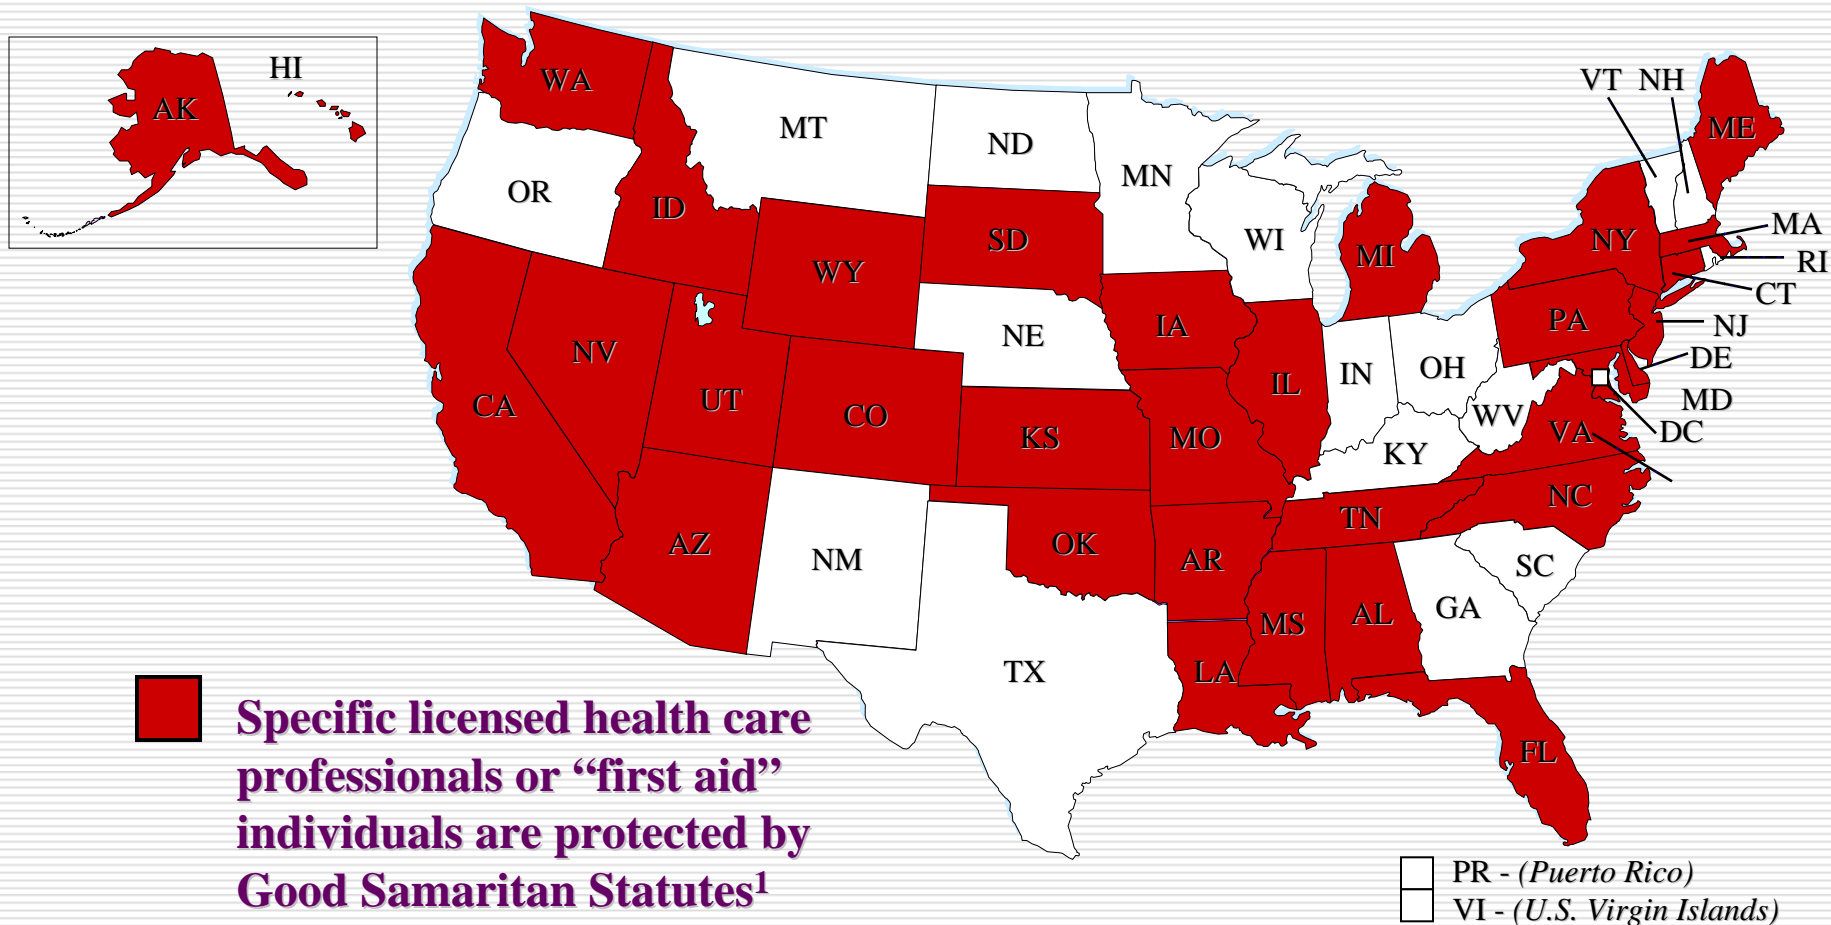 HI
AK
WA
MT
ND
MN
VT NH
ME
OR
ID
SD
WI
MI
NY
MA
RI
WY
CT
IA
NE
PA
NJ
NV
DE
IN
OH
IL
UT
CA
CO
MD
WV
KS
MO
VA
DC
KY
NC
TN
AZ
NM
OK
AR
SC
GA
MS
AL
TX
LA
FL
Specific licensed health care
professionals or “first aid”
individuals are protected by
Good Samaritan Statutes¹
PR - (Puerto Rico)
VI - (U.S. Virgin Islands)